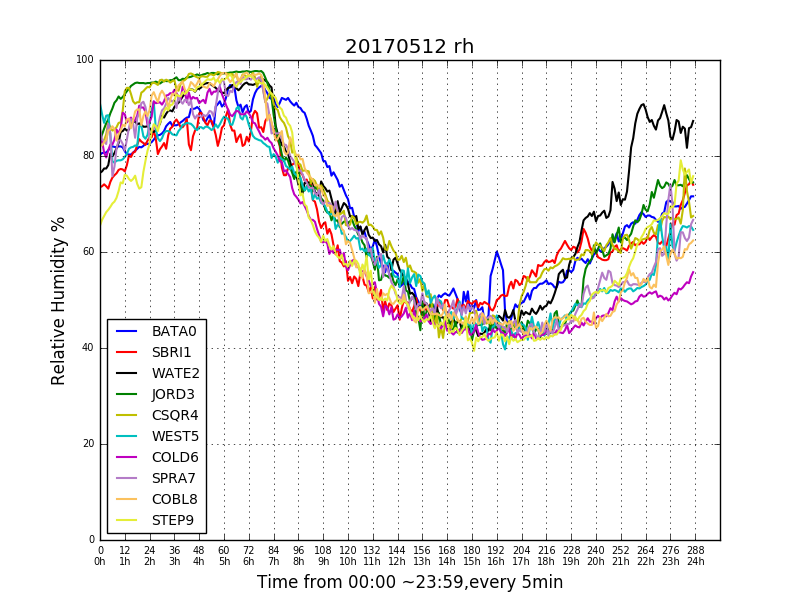 20170512 rh
100
80
60
40
20
0
Relative Humidity %
BATA0
SBRI1
WATE2
JORD3
CSQR4
WEST5
COLD6
SPRA7
COBL8
STEP9
0 12 24 36 48 60 72 84 96 108 120 132 144 156 168 180 192 204 216 228 240 252 264 276 288
0h 1h 2h 3h 4h 5h 6h 7h 8h 9h 10h 11h 12h 13h 14h 15h 16h 17h 18h 19h 20h 21h 22h 23h 24h
Time from 00:00 ~23:59,every 5min